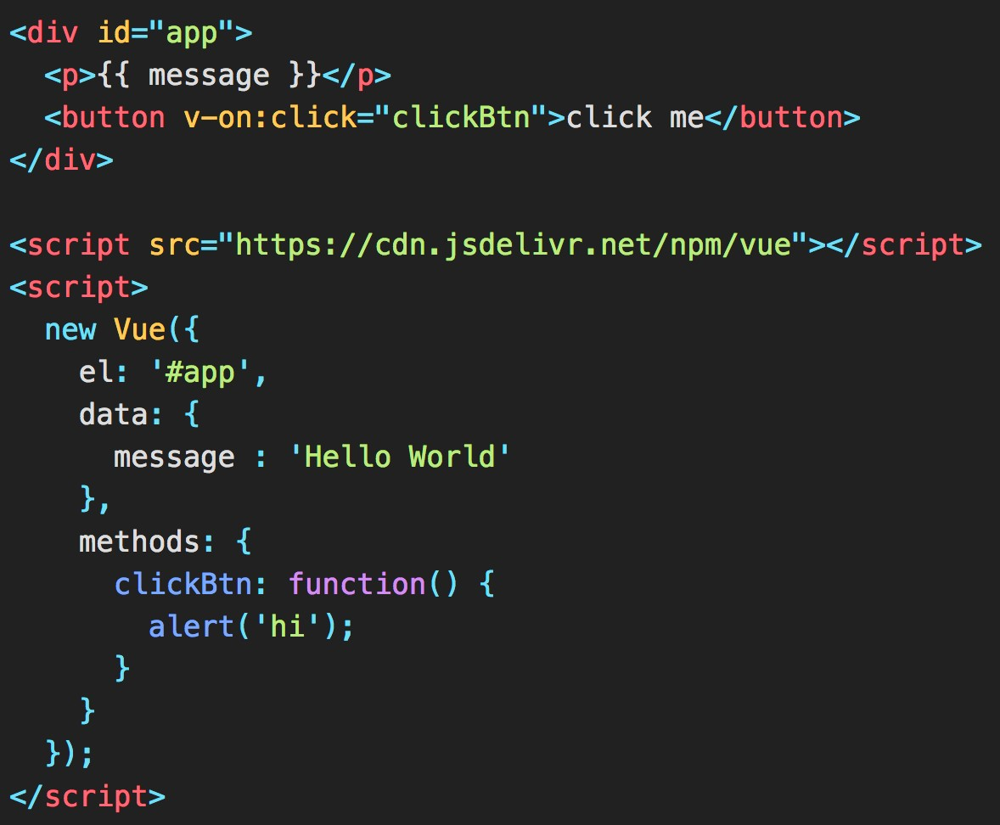 <div id="app">
  <p>{{ message }}</p>
  <button v-on:click="clickBtn">click me</button>
</div>

<script src="https://cdn.jsdelivr.net/npm/vue"></script>
<script>
  new Vue({
    el: '#app',
    data: {
      message : 'Hello World'
    },
    methods: {
      clickBtn: function() {
        alert('hi');
      }
    }
  });
</script>